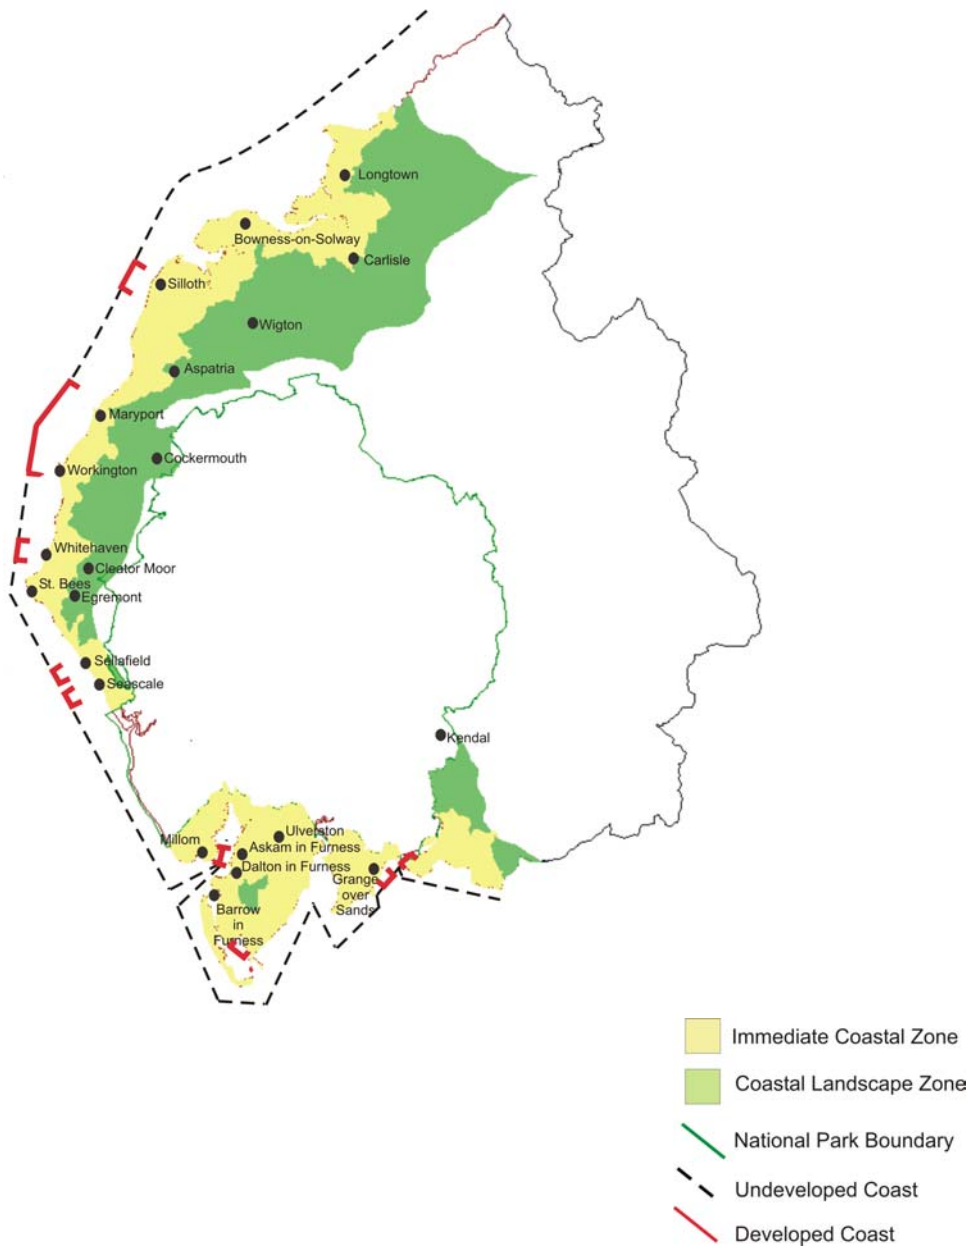 Longtown
Bowness-on-Solway
Carlisle
Silloth
Wigton
Aspatria
Maryport
Cockermouth
Workington
Whitehaven
Cleator Moor
St. Bees
Egremont
Sellafield
Seascale
Kendal
Millom
Ulverston
Askam in Furness
Dalton in Furness
Grange
over
Sands
Barrow
in
Furness
Immediate Coastal Zone
Coastal Landscape Zone
National Park Boundary
Undeveloped Coast
Developed Coast